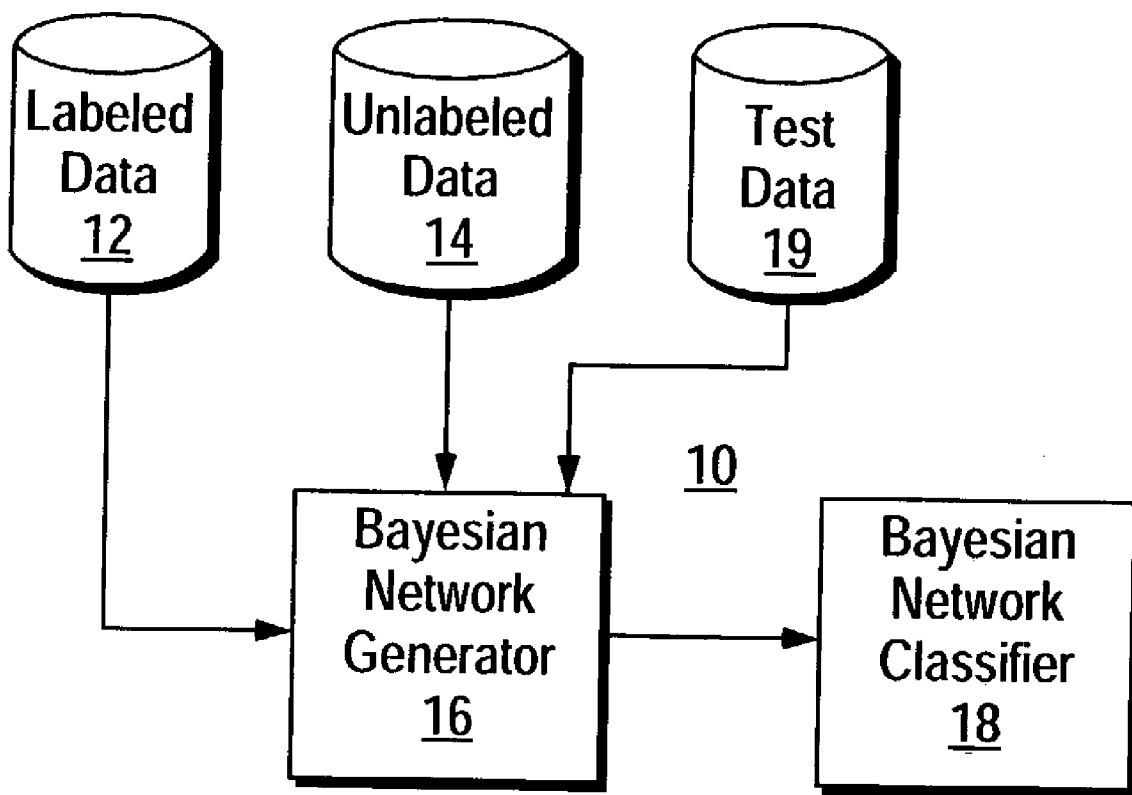 Labeled
Data
12
Unlabeled
Data
14
Test
Data
19
10
Bayesian
Network
Generator
16
Bayesian
Network
Classifier
18